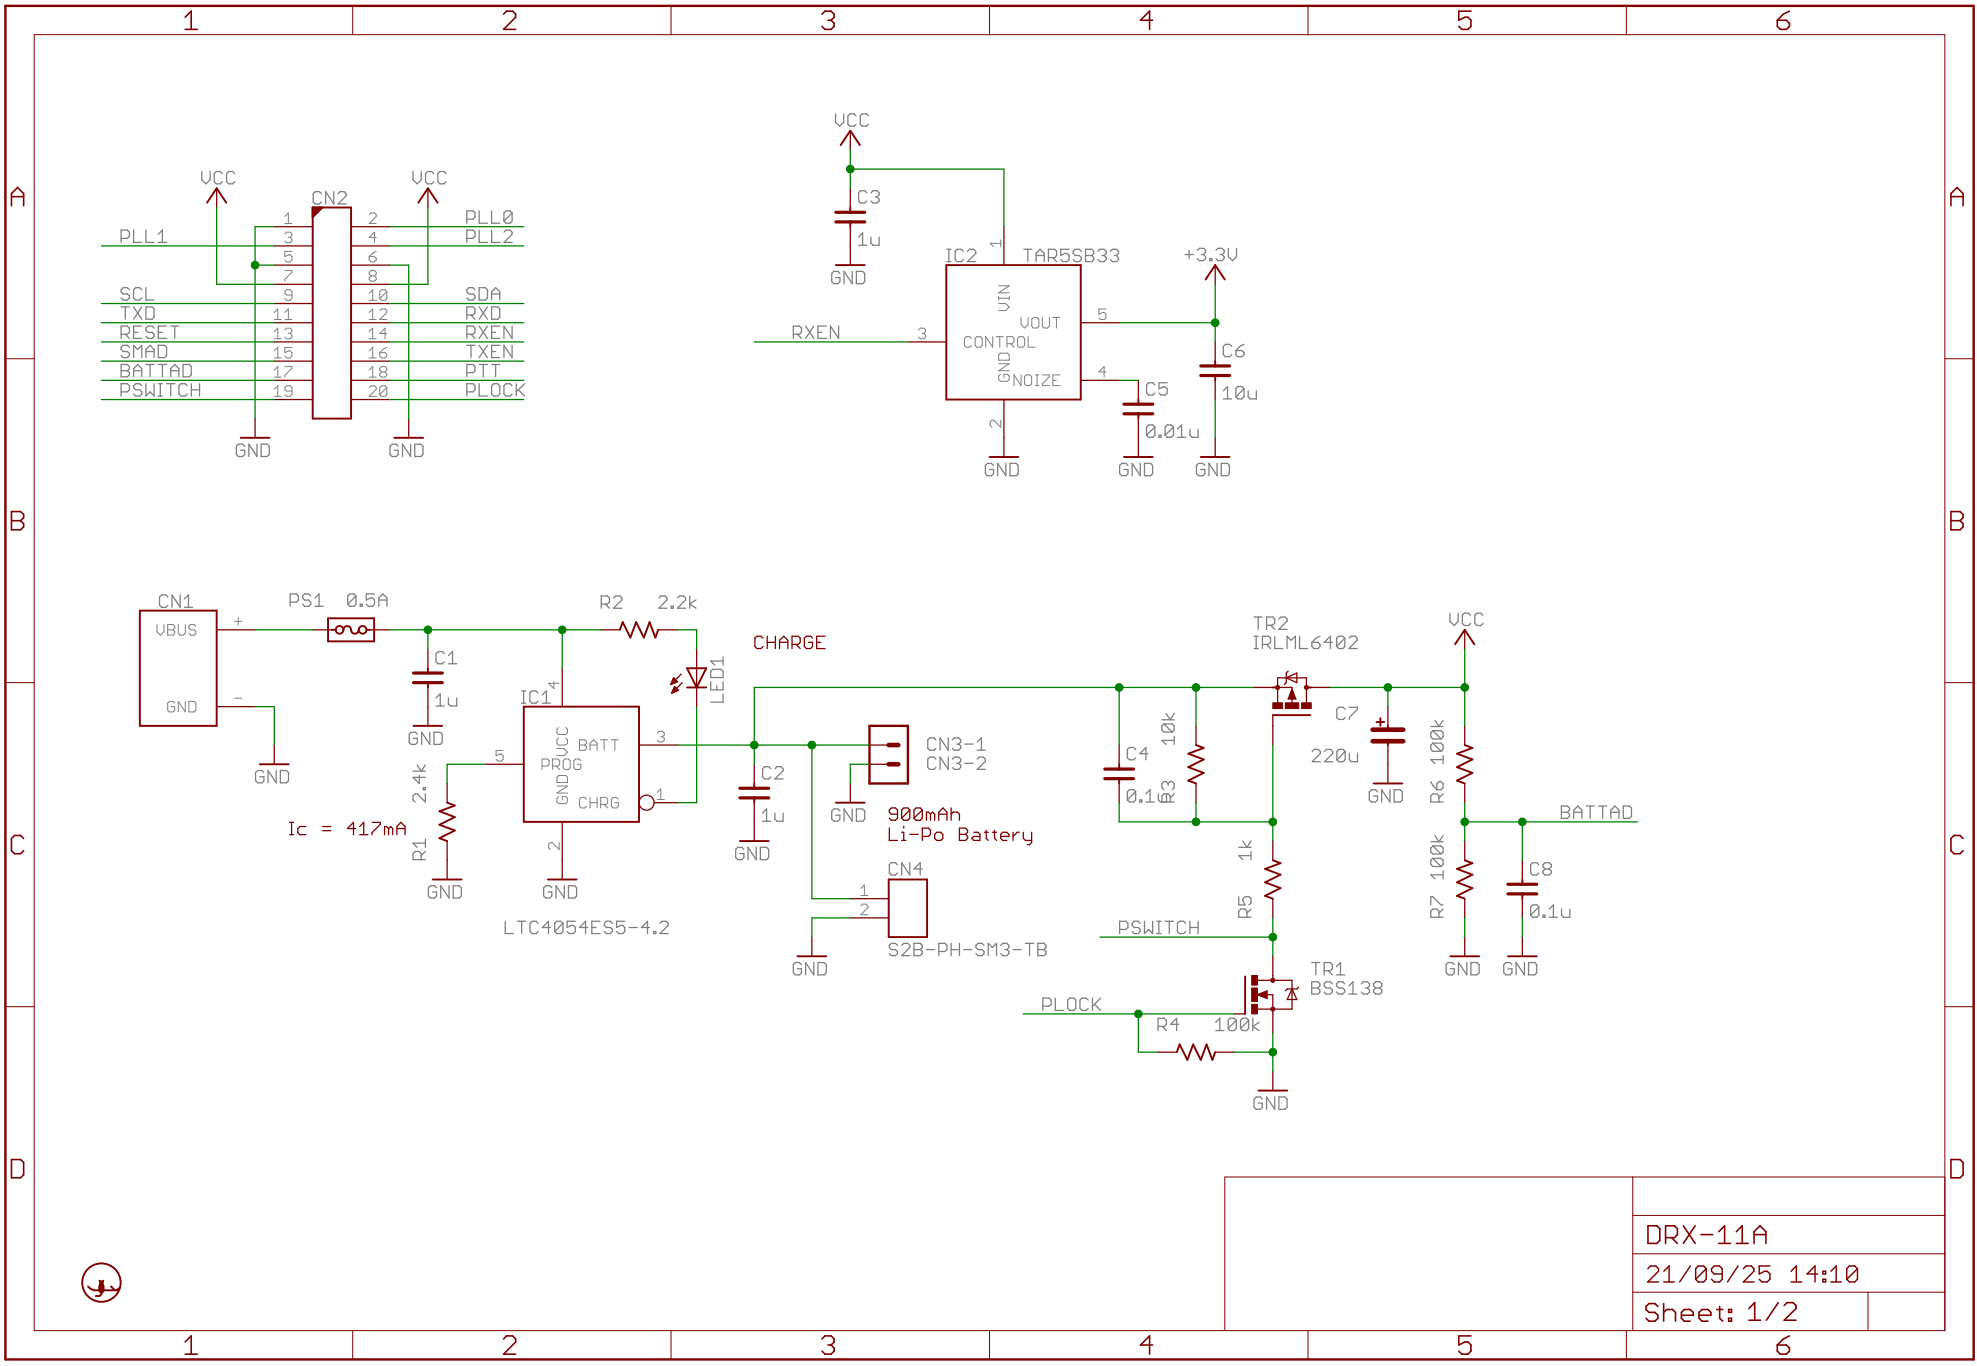 1 2 3 4 5 6
A A
B B
C C
D D
1 2 3 4 5 6
VCC VCC
CN2
1 2 PLL0
PLL1 3 4 PLL2
5 6
7 8
SCL 9 10 SDA
TXD 11 12 RXD
RESET 13 14 RXEN
SMAD 15 16 TXEN
BATTAD 17 18 PTT
PSWITCH 19 20 PLOCK
GND GND
VCC
C3
1u
GND
IC2 TAR5SB33
1
VIN
VOUT 5
RXEN 3 CONTROL
GND
NOIZE 4
2
GND
+3.3V
C6
10u
GND
C5
0.01u
GND
CN1
VBUS +
GND -
GND
PS1 0.5A
C1
1u
GND
R2 2.2k
LED1
CHARGE
IC1
4
VCC
BATT 3
5 PROG
GND
CHRG 1
2
GND
LTC4054ES5-4.2
2.4k
R1
GND
Ic = 417mA
C2
1u
GND
CN3-1
CN3-2
GND
900mAh
Li-Po Battery
CN4
1
2
GND
S2B-PH-SM3-TB
TR2
IRLML6402
C4
0.1u
10k
R3
1k
R5
PSWITCH
PLOCK
TR1
BSS138
R4 100k
GND
VCC
C7
+
220u
GND
R6 100k
BATTAD
R7 100k
GND
C8
0.1u
GND
DRX-11A
21/09/25 14:10
Sheet: 1/2